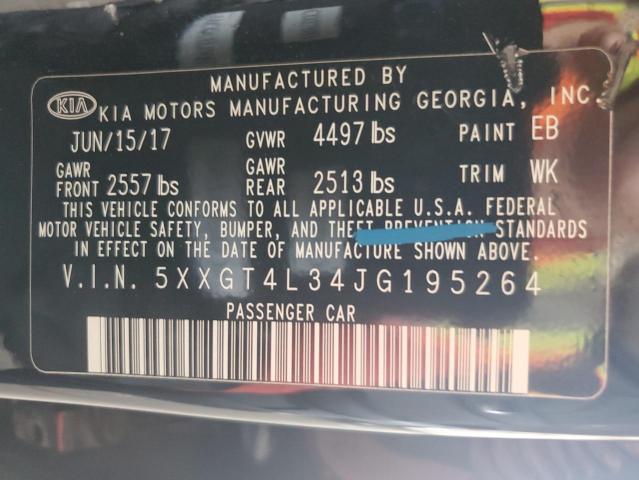 MANUFACTURED BY
KIA KIA MOTORS MANUFACTURING GEORGIA, INC.
JUN/15/17 GVWR 4497 lbs PAINT EB
GAWR FRONT 2557 lbs GAWR REAR 2513 lbs TRIM WK
THIS VEHICLE CONFORMS TO ALL APPLICABLE U.S.A. FEDERAL
MOTOR VEHICLE SAFETY, BUMPER, AND THEFT PREVENTION STANDARDS
IN EFFECT ON THE DATE OF MANUFACTURE SHOWN ABOVE.
V.I.N. 5XXGT4L34JG195264
PASSENGER CAR